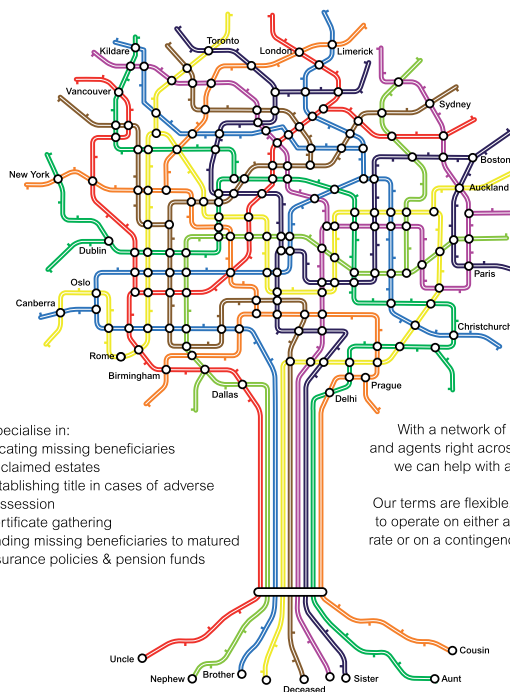 Toronto
Kildare
London
Limerick
Vancouver
Sydney
Boston
New York
Auckland
Dublin
Paris
Oslo
Canberra
Christchurch
Rome
Birmingham
Prague
Dallas
Delhi
pecialise in:
cating missing beneficiaries
claimed estates
tablishing title in cases of adverse
ssession
rtificate gathering
nding missing beneficiaries to matured
surance policies & pension funds
With a network of
and agents right across
we can help with a
Our terms are flexible
to operate on either a
rate or on a contingenc
Uncle
Nephew
Brother
Deceased
Sister
Aunt
Cousin